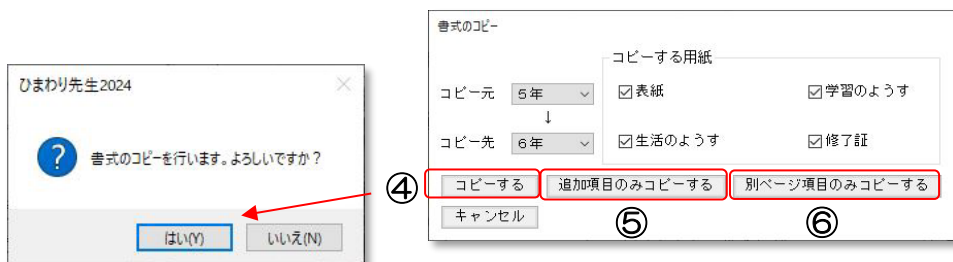 ひまわり先生2024
書式のコピーを行います。よろしいですか?
はい(Y)
いいえ(N)
書式のコピー
コピーする用紙
コピー元 5年
↓
コピー先 6年
表紙
学習のようす
生活のようす
修了証
④
コピーする
追加項目のみコピーする
別ページ項目のみコピーする
キャンセル
⑤
⑥